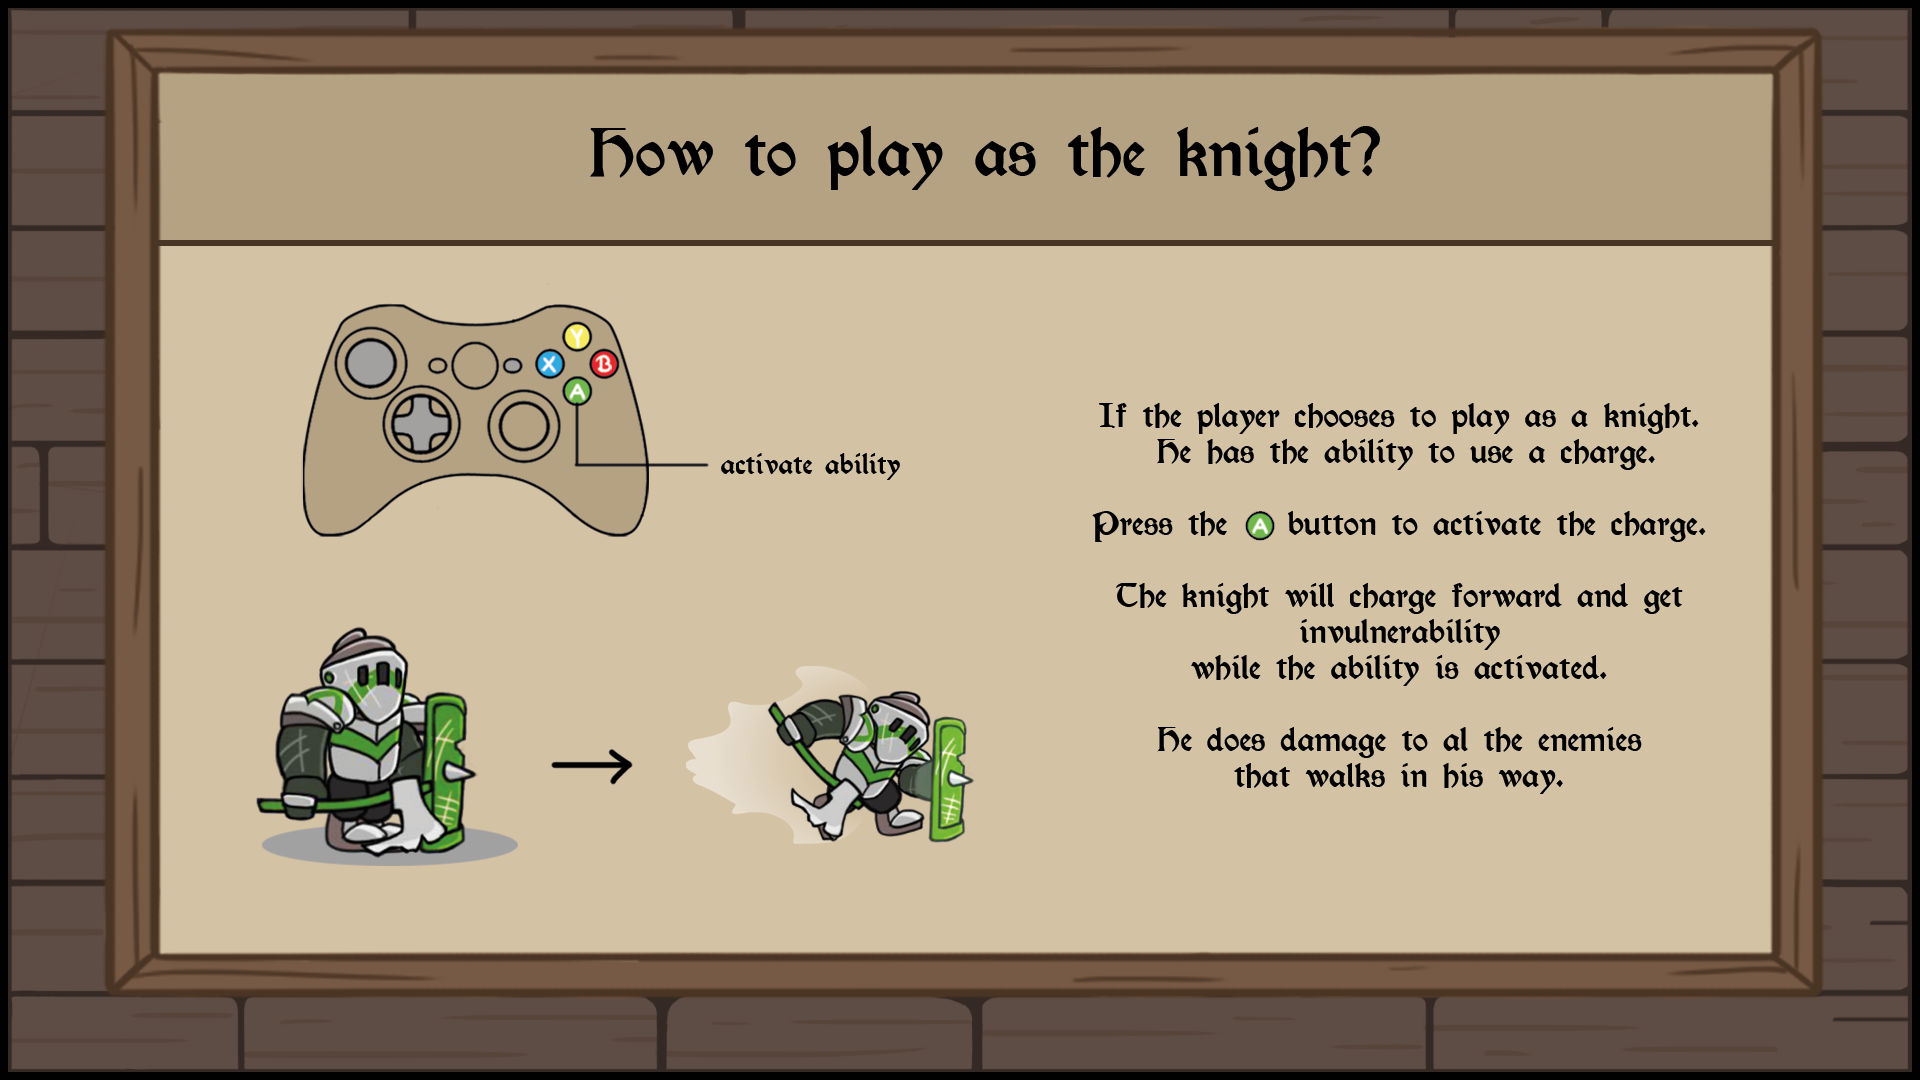 How to play as the knight?
Y
X
B
A
activate ability
If the player chooses to play as a knight.
He has the ability to use a charge.
Press the A button to activate the charge.
The knight will charge forward and get
invulnerability
while the ability is activated.
He does damage to al the enemies
that walks in his way.